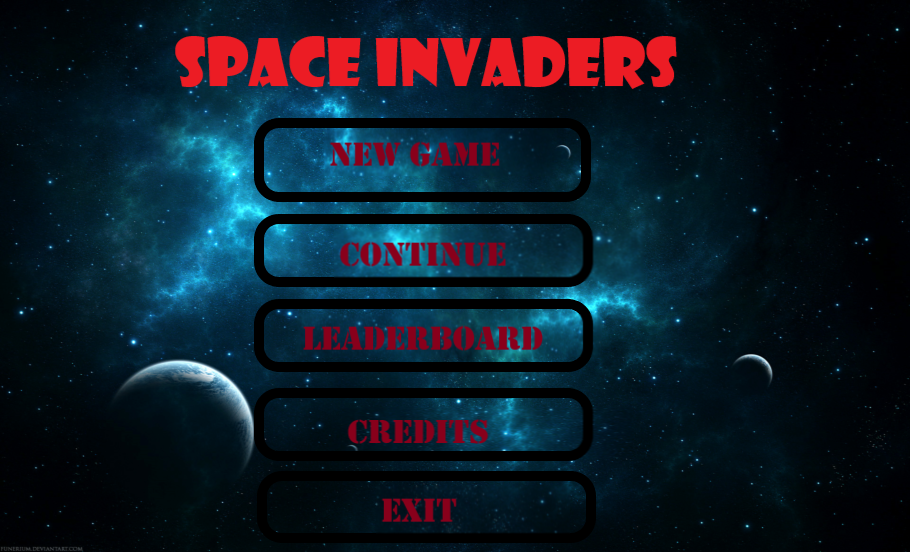 SPACE INVADERS
NEW GAME
CONTINUE
LEADERBOARD
CREDITS
EXIT